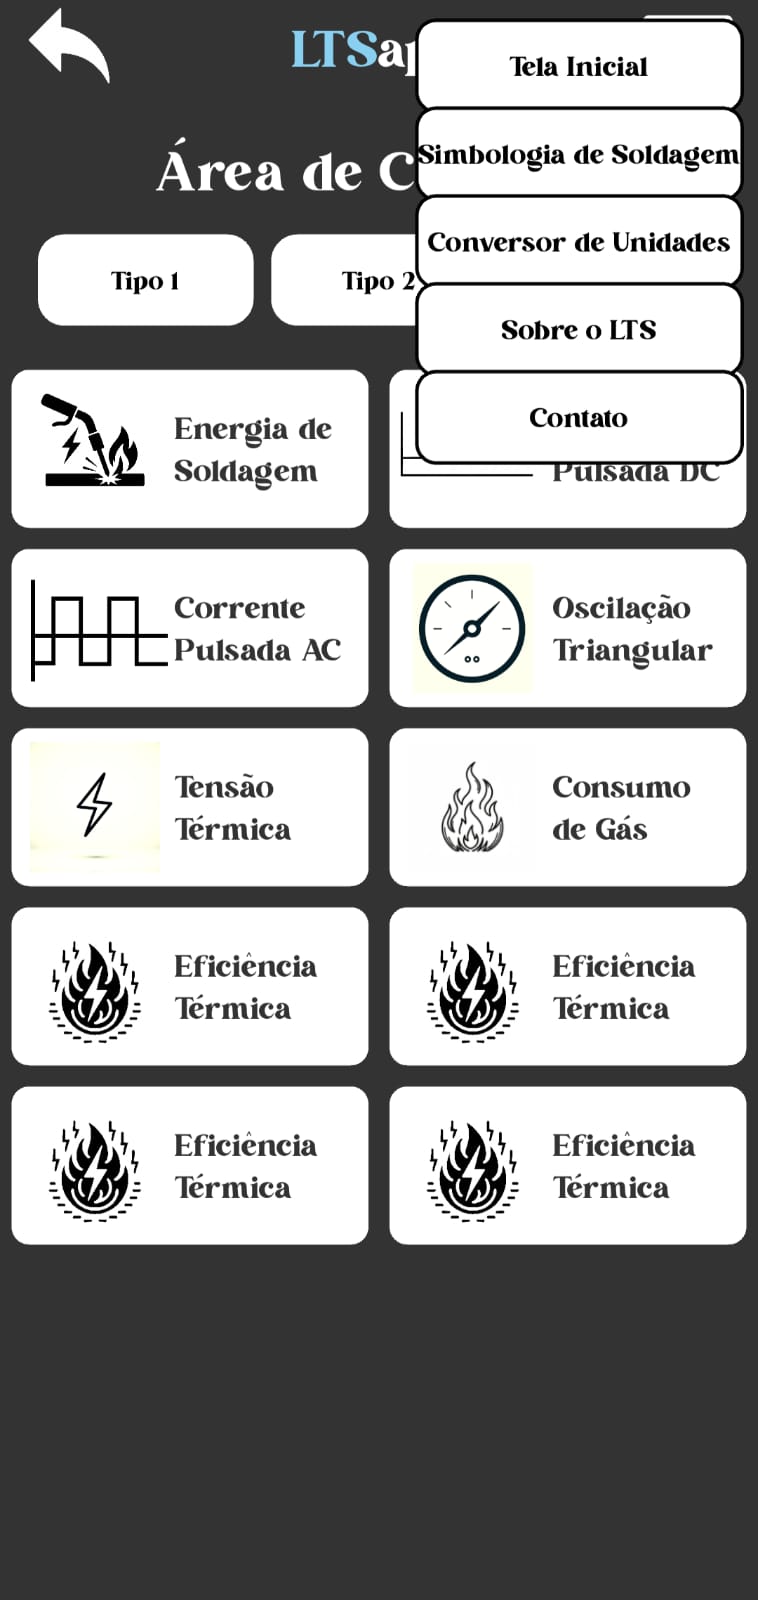 LTSa
Tela Inicial
Simbologia de Soldagem
Área de C
Conversor de Unidades
Tipo 1
Tipo 2
Sobre o LTS
Contato
Energia de
Soldagem
Pulsada DC
Corrente
Pulsada AC
Oscilação
Triangular
Tensão
Térmica
Consumo
de Gás
Eficiência
Térmica
Eficiência
Térmica
Eficiência
Térmica
Eficiência
Térmica